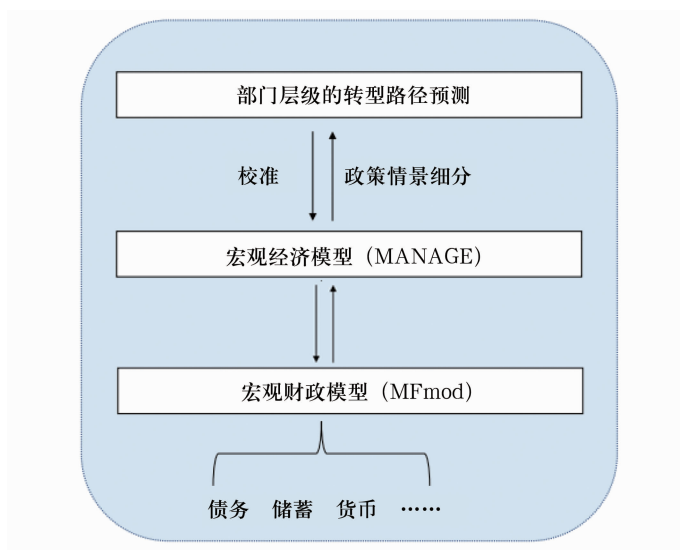 部门层级的转型路径预测
校准 政策情景细分
宏观经济模型（MANAGE）
宏观财政模型（MFmod）
债务 储蓄 货币 ……